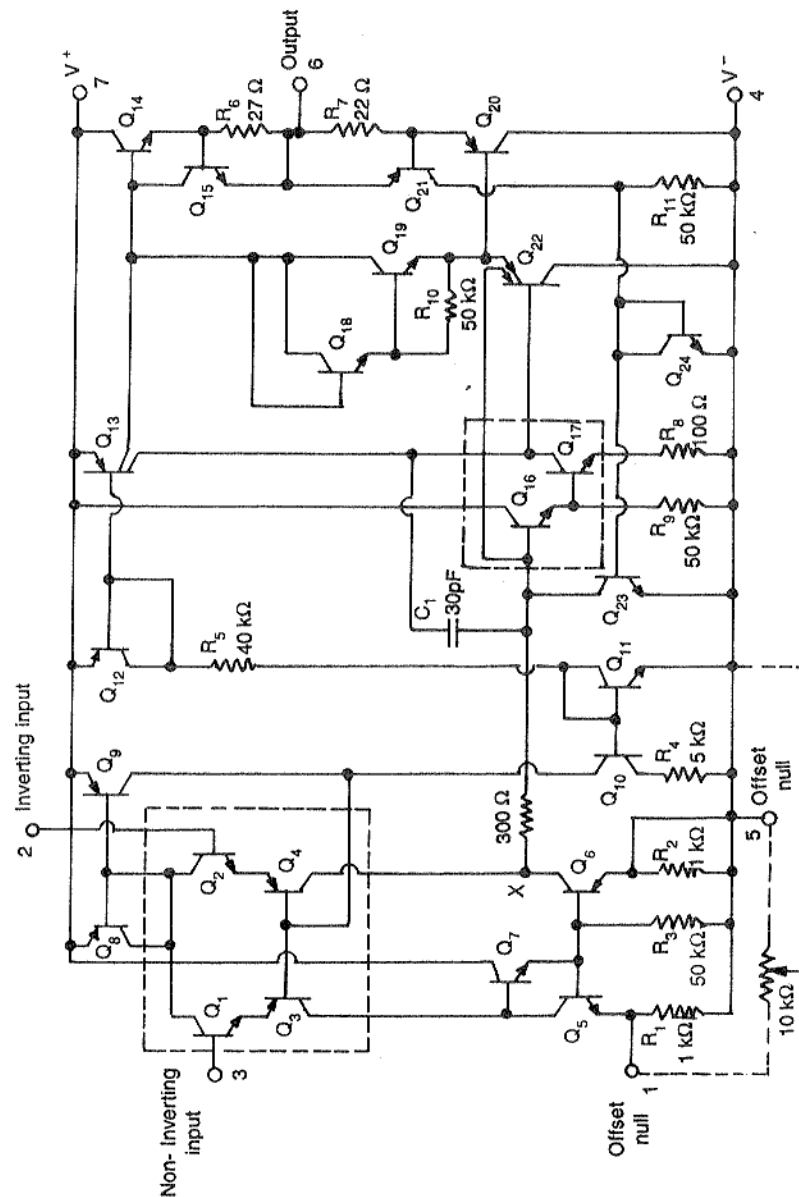 Non- Inverting
input
3
Inverting input
2
V+
7
Output
6
V-
4
Offset
null
1
Offset
null
5
10 kΩ
Q1
Q2
Q3
Q4
Q5
Q6
Q7
Q8
Q9
Q10
Q11
Q12
Q13
Q14
Q15
Q16
Q17
Q18
Q19
Q20
Q21
Q22
Q23
Q24
R1
1 kΩ
R2
1 kΩ
R3
50 kΩ
R4
5 kΩ
R5
40 kΩ
R6
27 Ω
R7
22 Ω
R8
100 Ω
R9
50 kΩ
R10
50 kΩ
R11
50 kΩ
300 Ω
C1
30pF
X